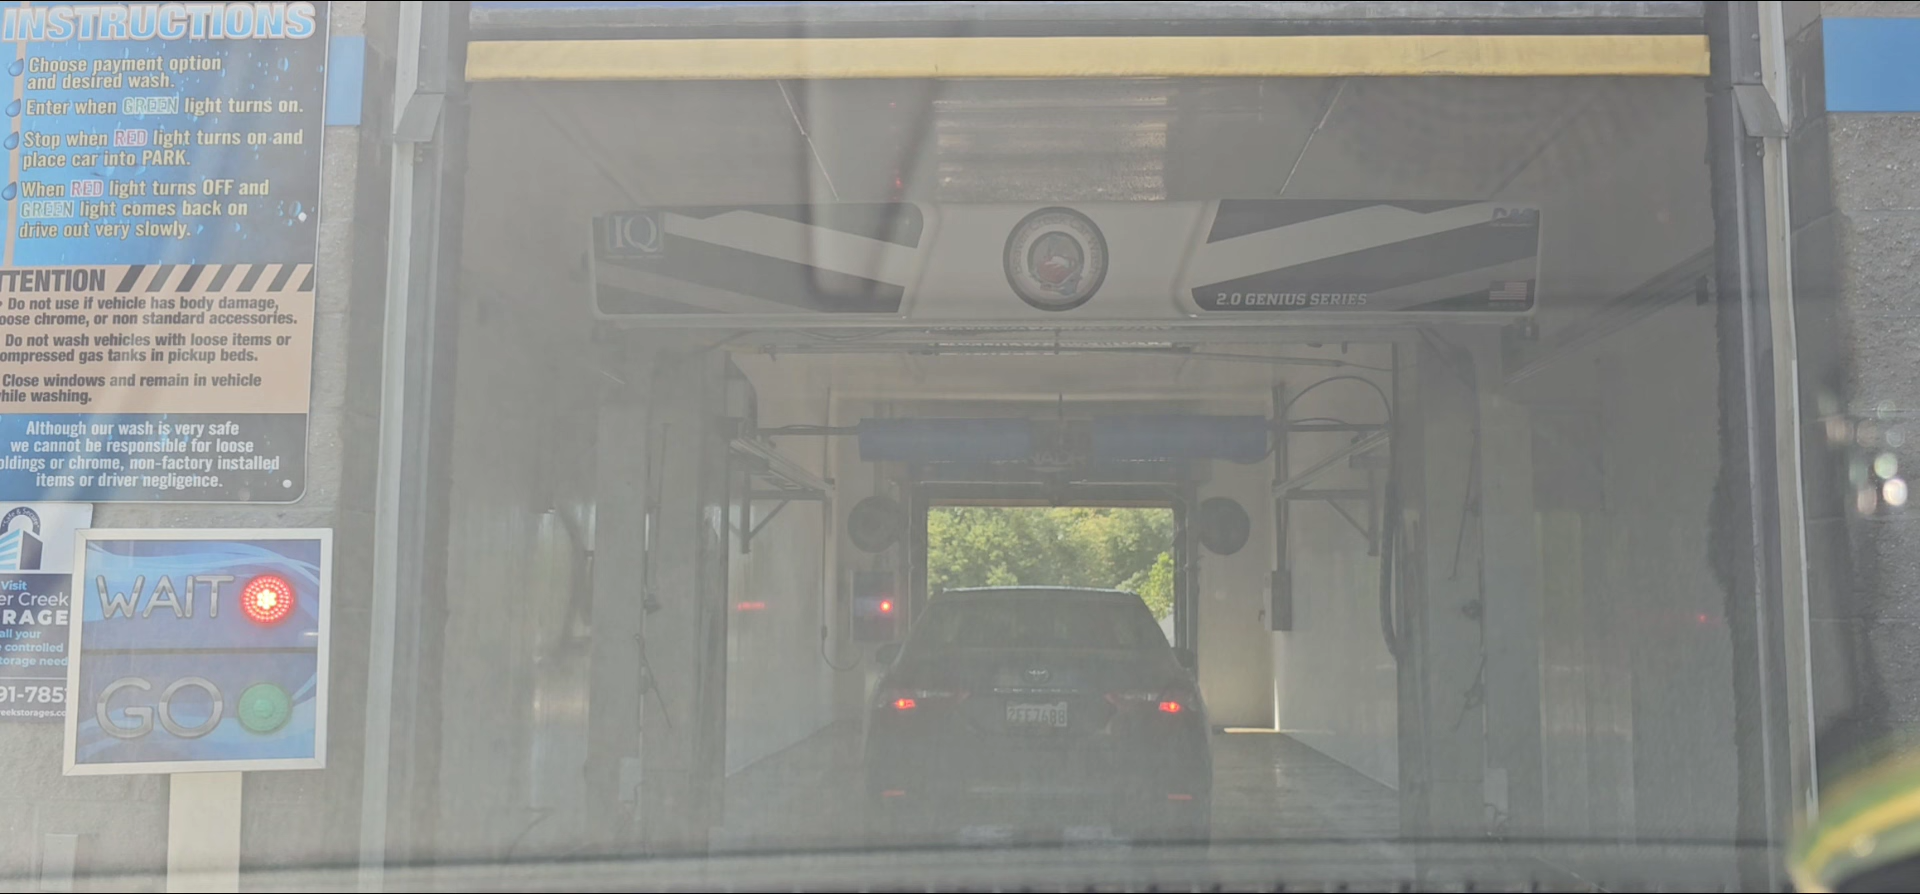 INSTRUCTIONS
Choose payment option
and desired wash.
Enter when GREEN light turns on.
Stop when RED light turns on and
place car into PARK.
When RED light turns OFF and
GREEN light comes back on
drive out very slowly.
TTENTION
Do not use if vehicle has body damage,
oose chrome, or non standard accessories.
Do not wash vehicles with loose items or
ompressed gas tanks in pickup beds.
Close windows and remain in vehicle
hile washing.
Although our wash is very safe
we cannot be responsible for loose
oldings or chrome, non-factory installed
items or driver negligence.
Visit
er Creek
RAGE
all your
controlled
torage need
91-785
eekstorages.co
WAIT
GO
IQ
2.0 GENIUS SERIES